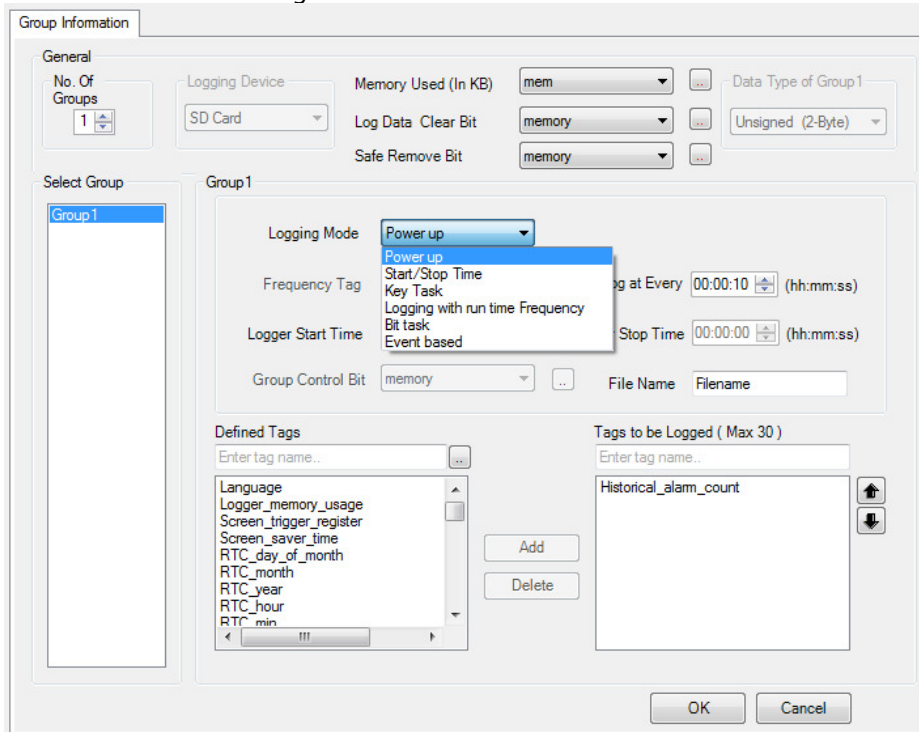 Group Information
General
No. Of
Groups
1
Logging Device
SD Card
Memory Used (In KB)
mem
..
Log Data Clear Bit
memory
..
Safe Remove Bit
memory
..
Data Type of Group1
Unsigned (2-Byte)
Select Group
Group1
Group1
Logging Mode
Power up
Power up
Start/Stop Time
Key Task
Logging with run time Frequency
Bit task
Event based
Frequency Tag
at Every
00:00:10
(hh:mm:ss)
Logger Start Time
Stop Time
00:00:00
(hh:mm:ss)
Group Control Bit
memory
..
File Name
Filename
Defined Tags
Enter tag name..
..
Language
Logger_memory_usage
Screen_trigger_register
Screen_saver_time
RTC_day_of_month
RTC_month
RTC_year
RTC_hour
RTC_min
Add
Delete
Tags to be Logged ( Max 30 )
Enter tag name..
Historical_alarm_count
OK
Cancel